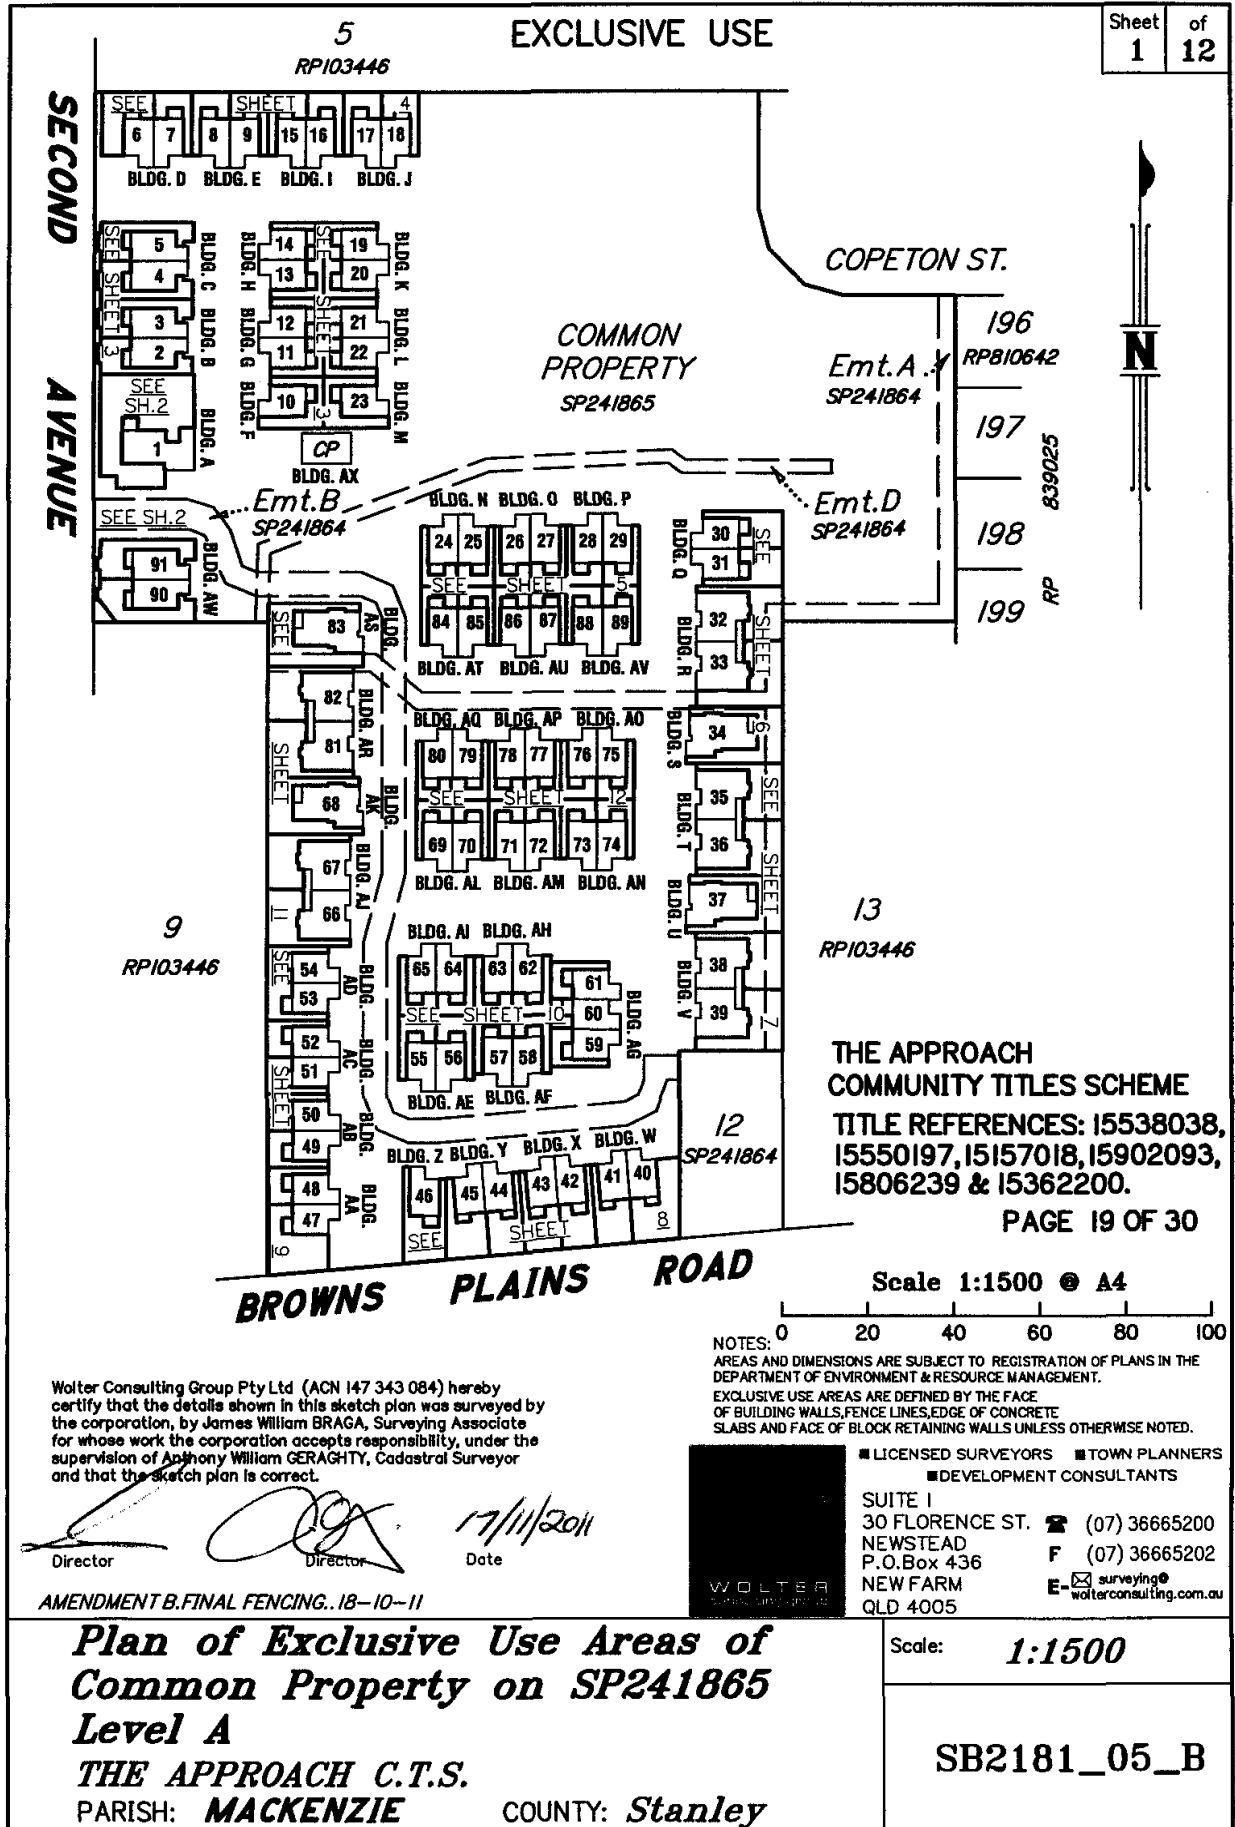 EXCLUSIVE USE
Sheet 1 of 12
5
RP103446
SECOND AVENUE
SEE SHEET 4
6 7 8 9 15 16 17 18
BLDG. D BLDG. E BLDG. I BLDG. J
SEE SHEET 3
5
4
BLDG. C
3
2
BLDG. B
SEE
SH.2
1
BLDG. A
14
13
BLDG. H
12
11
BLDG. G
10
BLDG. F
SEE SHEET 3
19
20
BLDG. K
21
22
BLDG. L
23
BLDG. M
CP
BLDG. AX
COMMON
PROPERTY
SP241865
COPETON ST.
Emt.A
SP241864
196
RP810642
197
198
199
RP 839025
N
Emt.B
SP241864
SEE SH.2
Emt.D
SP241864
91
90
BLDG. AW
BLDG. N BLDG. O BLDG. P
24 25 26 27 28 29
SEE SHEET 5
84 85 86 87 88 89
BLDG. AT BLDG. AU BLDG. AV
30
31
BLDG. Q
32
33
BLDG. R
SEE SHEET 6
34
BLDG. S
35
36
BLDG. T
37
BLDG. U
38
39
BLDG. V
SEE SHEET 7
83
BLDG. AS
82
81
BLDG. AR
68
BLDG. AK
67
66
BLDG. AJ
SEE SHEET 11
BLDG. AQ BLDG. AP BLDG. AO
80 79 78 77 76 75
SEE SHEET 12
69 70 71 72 73 74
BLDG. AL BLDG. AM BLDG. AN
9
RP103446
13
RP103446
54
53
BLDG. AD
52
51
BLDG. AC
50
49
BLDG. AB
48
47
BLDG. AA
SEE SHEET 9
BLDG. AI BLDG. AH
65 64 63 62
SEE SHEET 10
61
60
59
BLDG. AG
55 56 57 58
BLDG. AE BLDG. AF
12
SP241864
BLDG. Z BLDG. Y BLDG. X BLDG. W
46 45 44 43 42 41 40
SEE SHEET 8
BROWNS PLAINS ROAD
THE APPROACH
COMMUNITY TITLES SCHEME
TITLE REFERENCES: 15538038,
15550197,15157018,15902093,
15806239 & 15362200.
PAGE 19 OF 30
Scale 1:1500 @ A4
0 20 40 60 80 100
NOTES:
AREAS AND DIMENSIONS ARE SUBJECT TO REGISTRATION OF PLANS IN THE
DEPARTMENT OF ENVIRONMENT & RESOURCE MANAGEMENT.
EXCLUSIVE USE AREAS ARE DEFINED BY THE FACE
OF BUILDING WALLS,FENCE LINES,EDGE OF CONCRETE
SLABS AND FACE OF BLOCK RETAINING WALLS UNLESS OTHERWISE NOTED.
Wolter Consulting Group Pty Ltd (ACN 147 343 084) hereby
certify that the details shown in this sketch plan was surveyed by
the corporation, by James William BRAGA, Surveying Associate
for whose work the corporation accepts responsibility, under the
supervision of Anthony William GERAGHTY, Cadastral Surveyor
and that the sketch plan is correct.
17/11/2011
Director Director Date
AMENDMENT B.FINAL FENCING..18-10-11
WOLTER
■LICENSED SURVEYORS ■TOWN PLANNERS
■DEVELOPMENT CONSULTANTS
SUITE 1
30 FLORENCE ST. ☎ (07) 36665200
NEWSTEAD
P.O.Box 436 F (07) 36665202
NEW FARM E- surveying@
wolterconsulting.com.au
QLD 4005
Plan of Exclusive Use Areas of
Common Property on SP241865
Level A
THE APPROACH C.T.S.
PARISH: MACKENZIE COUNTY: Stanley
Scale: 1:1500
SB2181_05_B